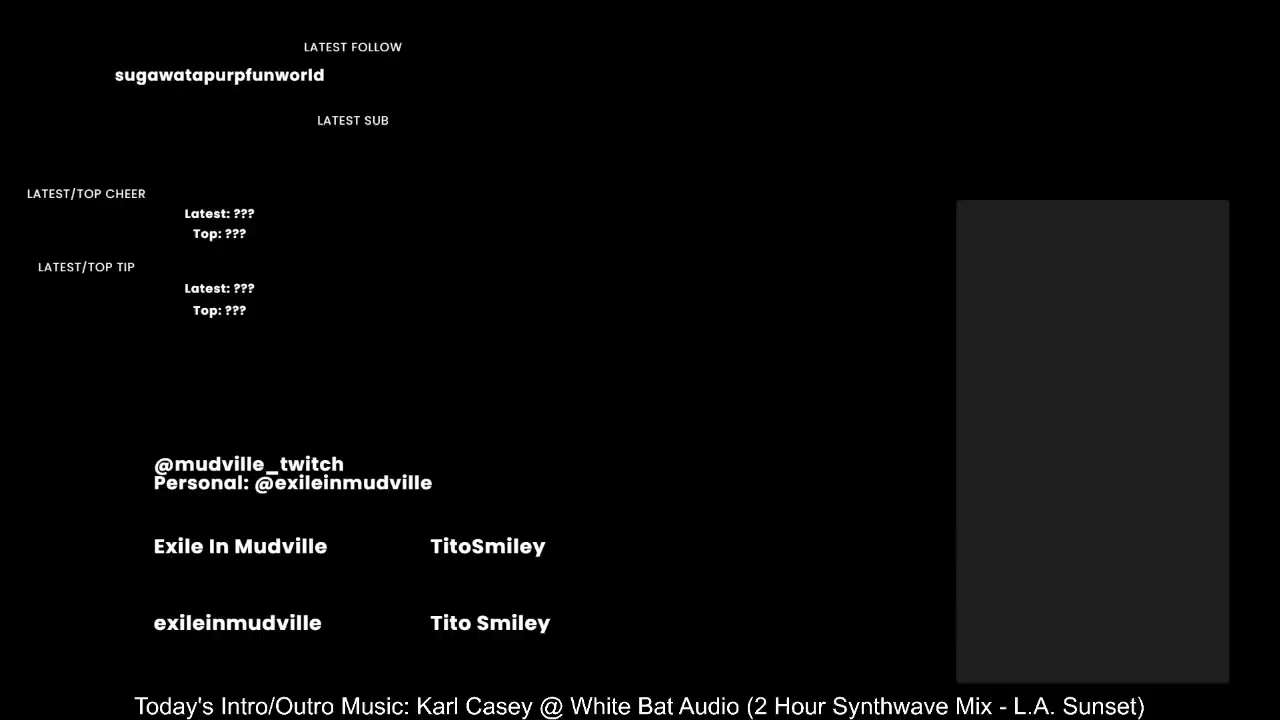 LATEST FOLLOW
sugawatapurpfunworld
LATEST SUB
LATEST/TOP CHEER
Latest: ???
Top: ???
LATEST/TOP TIP
Latest: ???
Top: ???
@mudville_twitch
Personal: @exileinmudville
Exile In Mudville
TitoSmiley
exileinmudville
Tito Smiley
Today's Intro/Outro Music: Karl Casey @ White Bat Audio (2 Hour Synthwave Mix - L.A. Sunset)